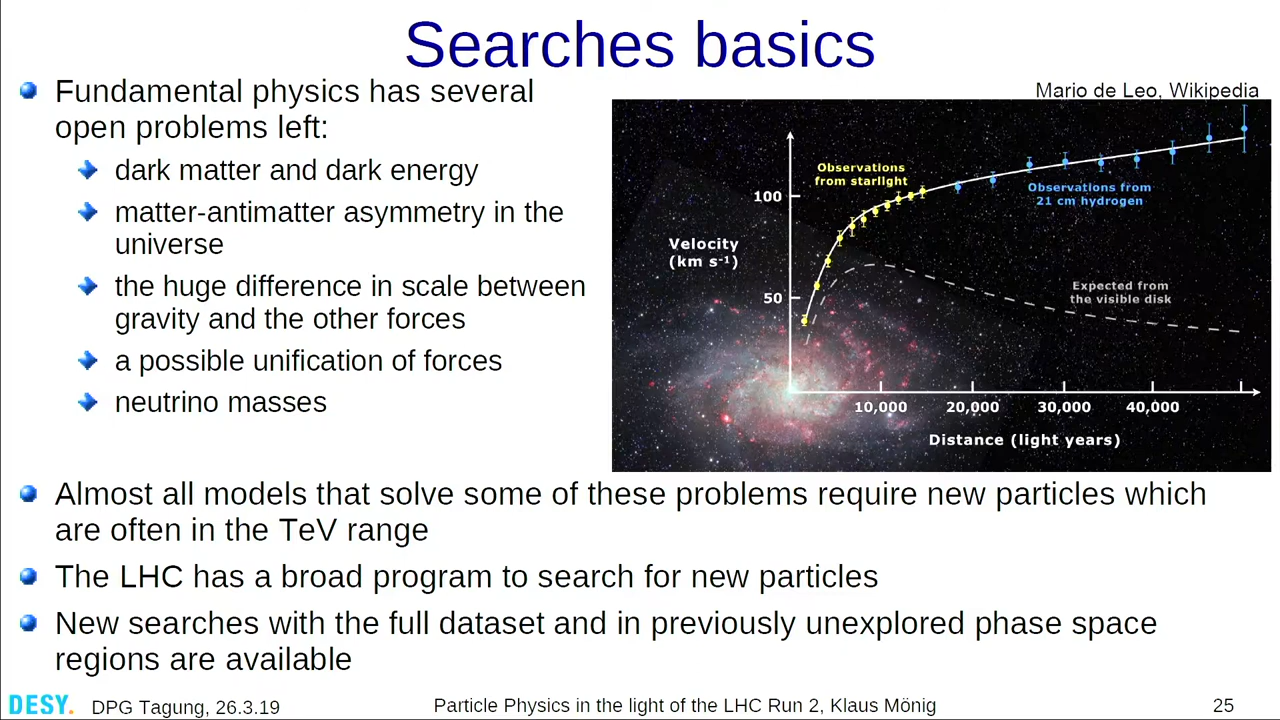 Searches basics
Fundamental physics has several
open problems left:
dark matter and dark energy
matter-antimatter asymmetry in the
universe
the huge difference in scale between
gravity and the other forces
a possible unification of forces
neutrino masses
Mario de Leo, Wikipedia
Observations
from starlight
100
Observations from
21 cm hydrogen
Velocity
(km s⁻¹)
50
Expected from
the visible disk
10,000 20,000 30,000 40,000
Distance (light years)
Almost all models that solve some of these problems require new particles which
are often in the TeV range
The LHC has a broad program to search for new particles
New searches with the full dataset and in previously unexplored phase space
regions are available
DESY. DPG Tagung, 26.3.19 Particle Physics in the light of the LHC Run 2, Klaus Mönig 25